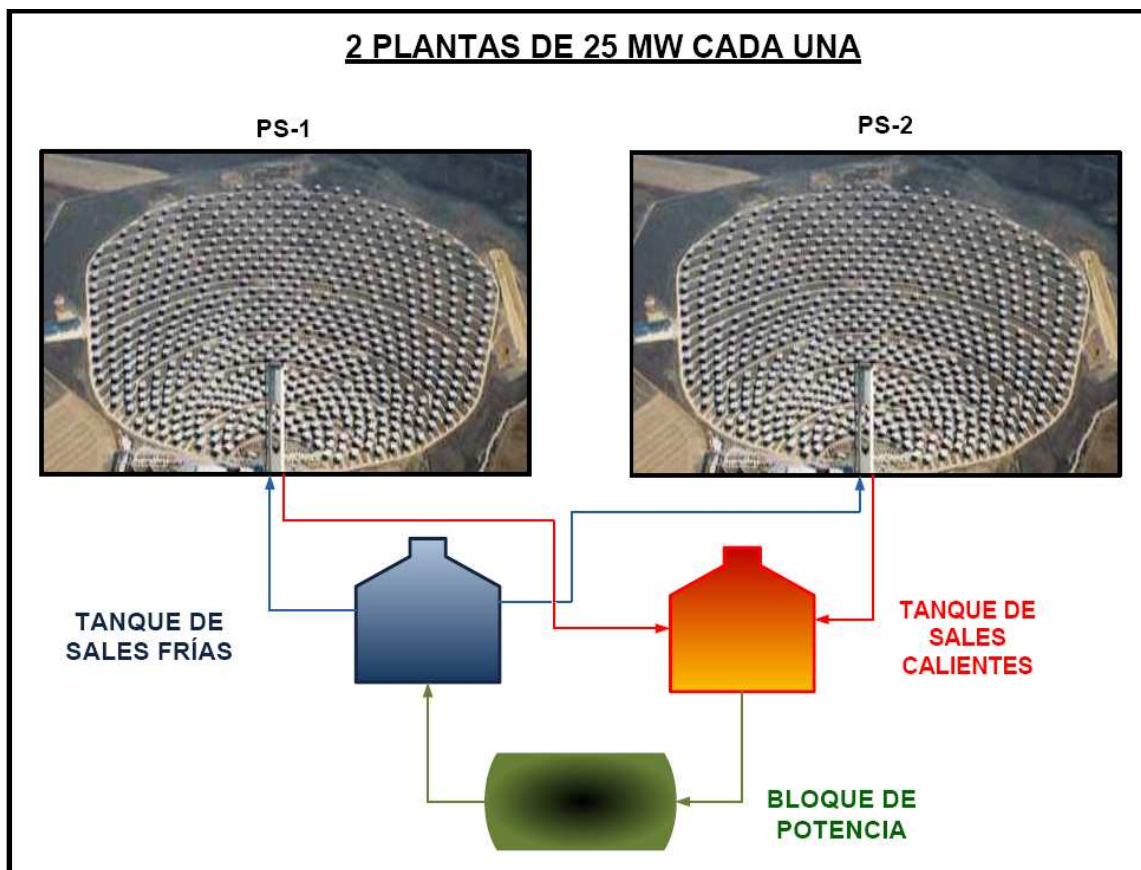 2 PLANTAS DE 25 MW CADA UNA
PS-1
PS-2
TANQUE DE
SALES FRÍAS
TANQUE DE
SALES
CALIENTES
BLOQUE DE
POTENCIA